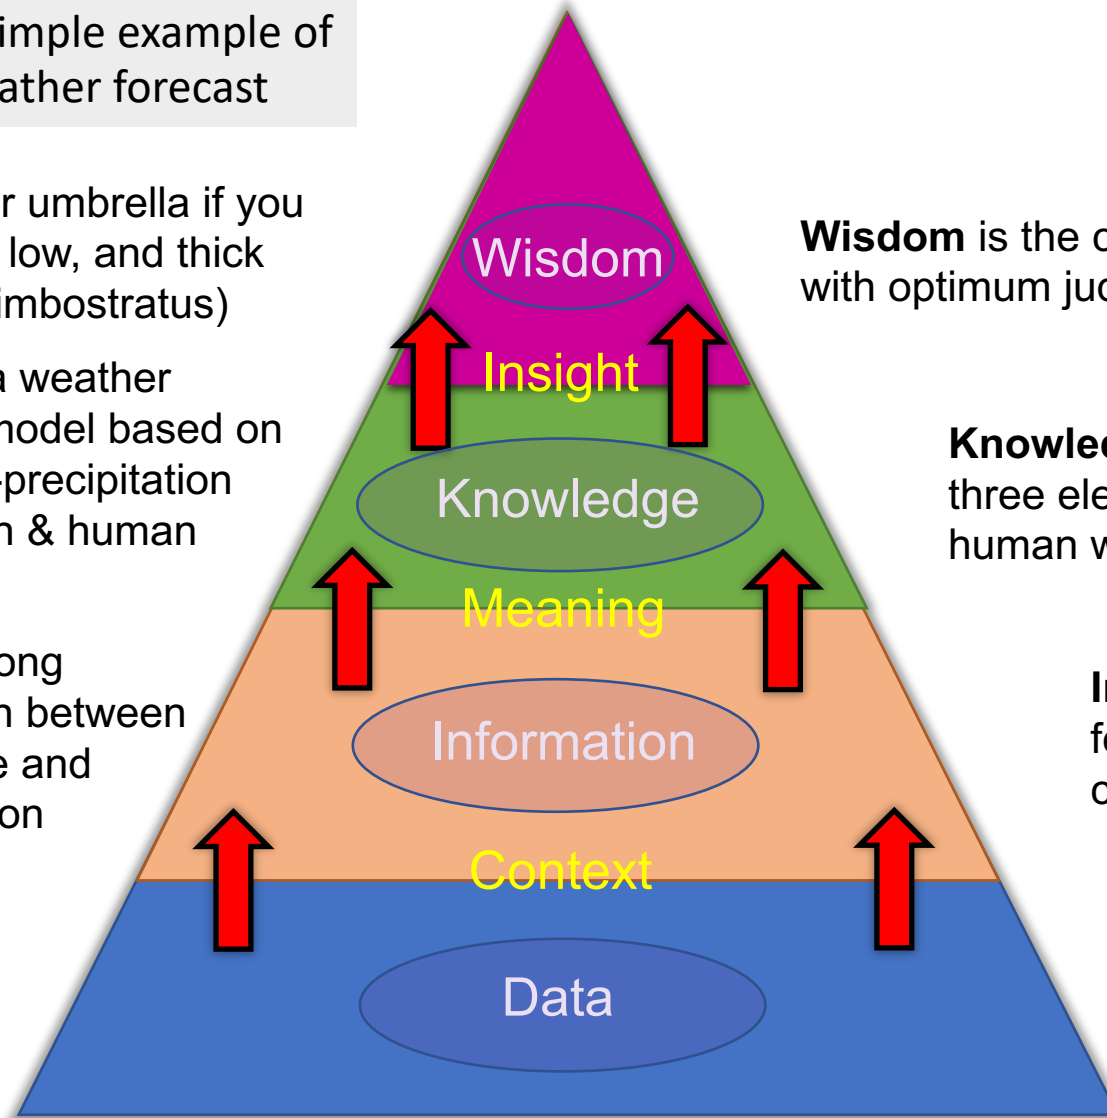 imple example of
ather forecast
r umbrella if you
low, and thick
imbostratus)
a weather
model based on
-precipitation
n & human
ong
n between
e and
on
Wisdom
Insight
Knowledge
Meaning
Information
Context
Data
Wisdom is the
with optimum
Knowled
three ele
human w
In
fo